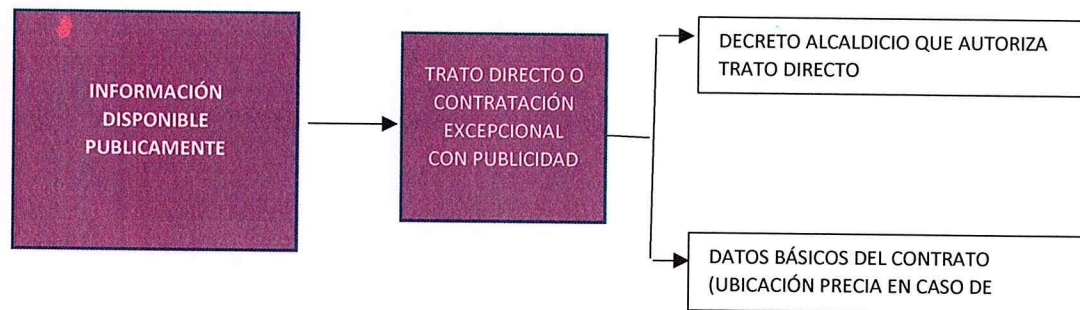 INFORMACIÓN
DISPONIBLE
PUBLICAMENTE
TRATO DIRECTO O
CONTRATACIÓN
EXCEPCIONAL
CON PUBLICIDAD
DECRETO ALCALDICIO QUE AUTORIZA
TRATO DIRECTO
DATOS BÁSICOS DEL CONTRATO
(UBICACIÓN PRECIA EN CASO DE